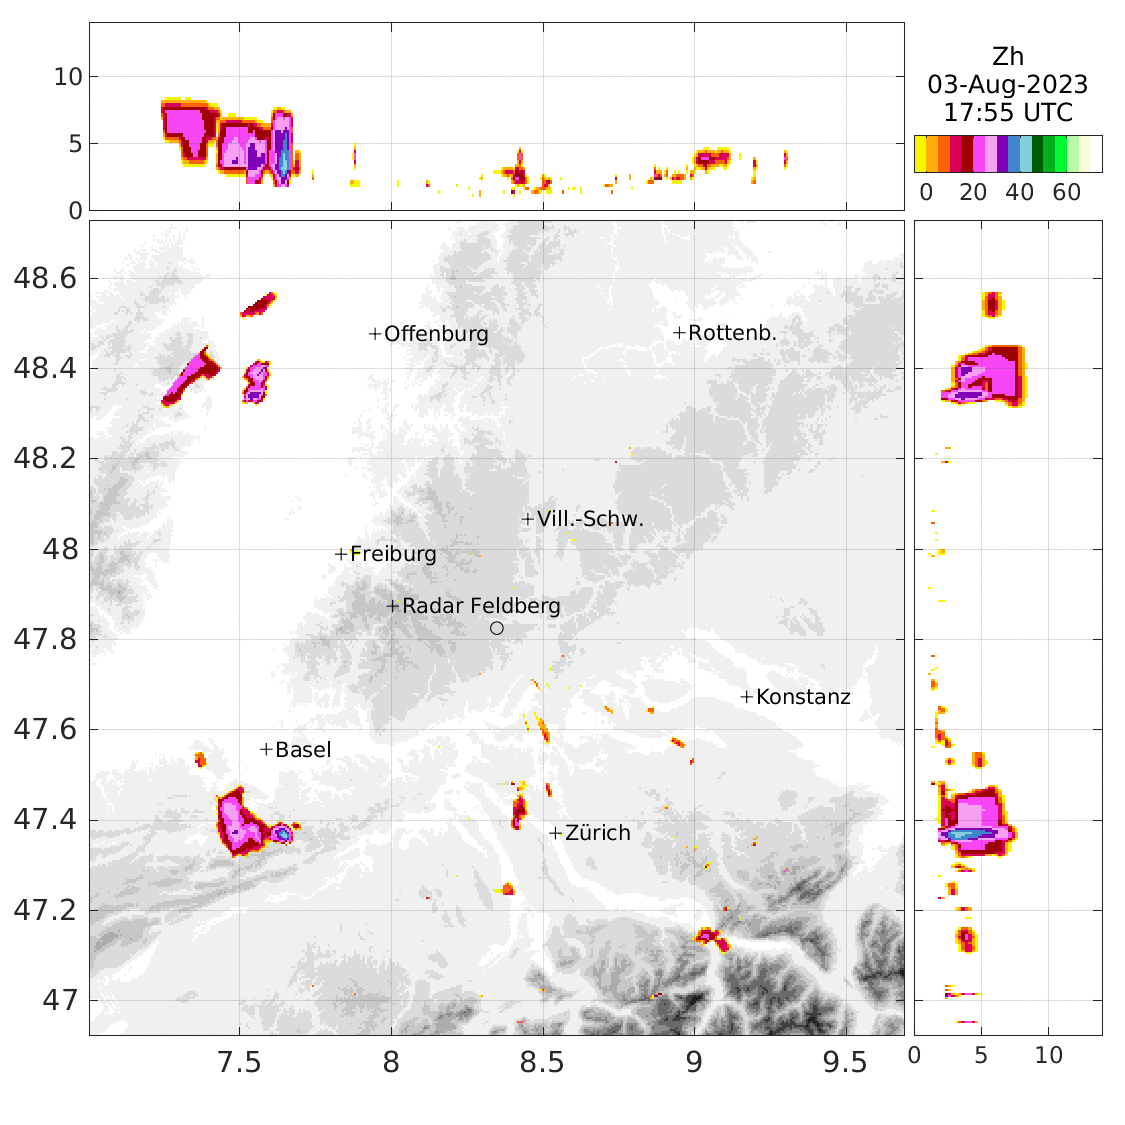 Zh
03-Aug-2023
17:55 UTC
10
5
0
0 20 40 60
48.6
48.4
48.2
48
47.8
47.6
47.4
47.2
47
+Offenburg
+Rottenb.
+Vill.-Schw.
+Freiburg
+Radar Feldberg
+Konstanz
+Basel
+Zürich
7.5 8 8.5 9 9.5
0 5 10